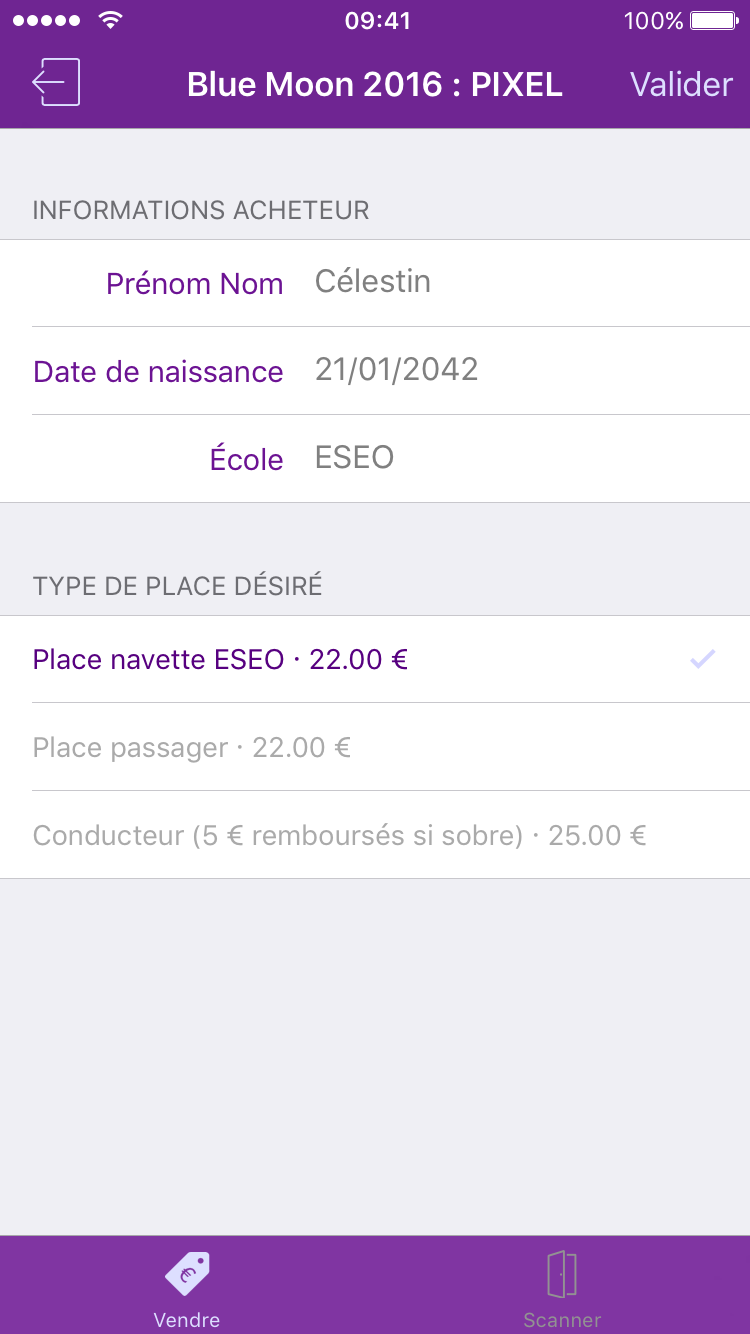 09:41
100%
Blue Moon 2016 : PIXEL
Valider
INFORMATIONS ACHETEUR
Prénom Nom Célestin
Date de naissance 21/01/2042
École ESEO
TYPE DE PLACE DÉSIRÉ
Place navette ESEO · 22.00 €
Place passager · 22.00 €
Conducteur (5 € remboursés si sobre) · 25.00 €
€
Vendre
Scanner